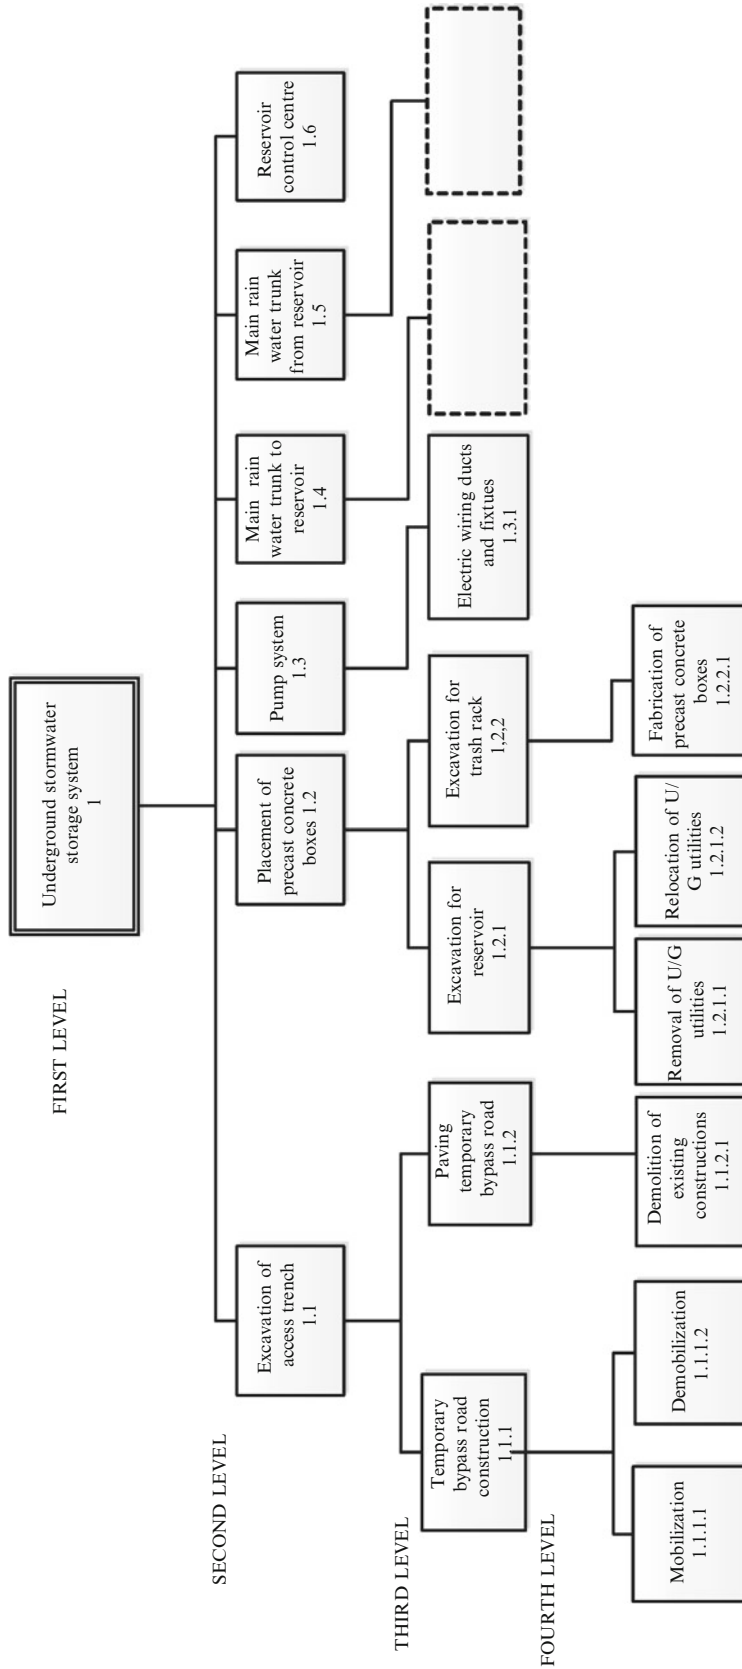 FIRST LEVEL
Underground stormwater
storage system
1
SECOND LEVEL
Excavation of
access trench
1.1
Placement of
precast concrete
boxes 1.2
Pump system
1.3
Main rain
water trunk to
reservoir
1.4
Main rain
water trunk
from reservoir
1.5
Reservoir
control centre
1.6
THIRD LEVEL
Temporary
bypass road
construction
1.1.1
Paving
temporary
bypass road
1.1.2
Excavation for
reservoir
1.2.1
Excavation for
trash rack
1,2,2
Electric wiring ducts
and fixtues
1.3.1
FOURTH LEVEL
Mobilization
1.1.1.1
Demobilization
1.1.1.2
Demolition of
existing
constructions
1.1.2.1
Removal of U/G
utilities
1.2.1.1
Relocation of U/
G utilities
1.2.1.2
Fabrication of
precast concrete
boxes
1.2.2.1